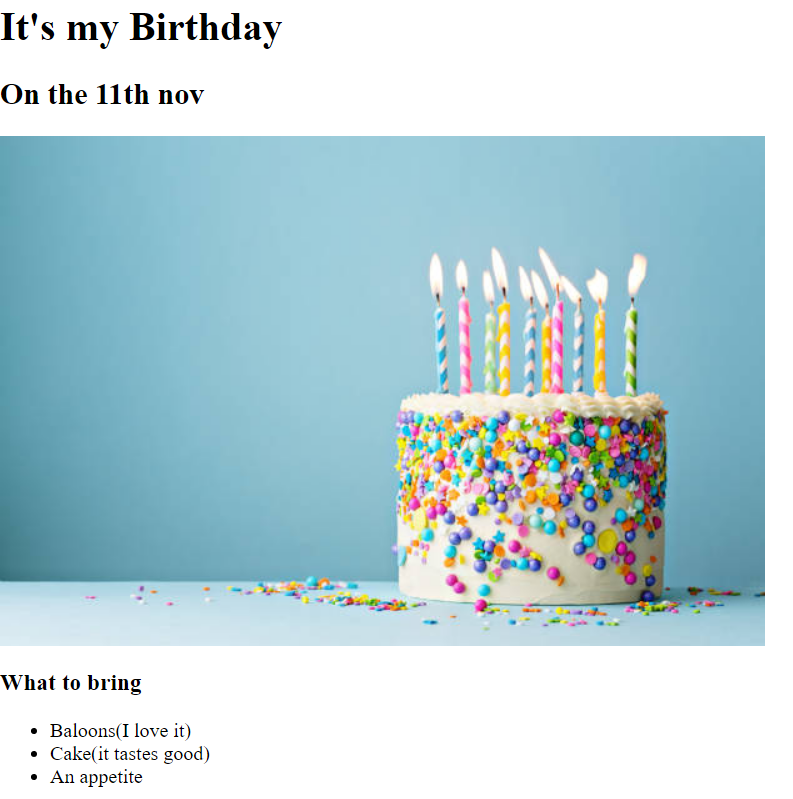 It's my Birthday
On the 11th nov
What to bring
Baloons(I love it)
Cake(it tastes good)
An appetite